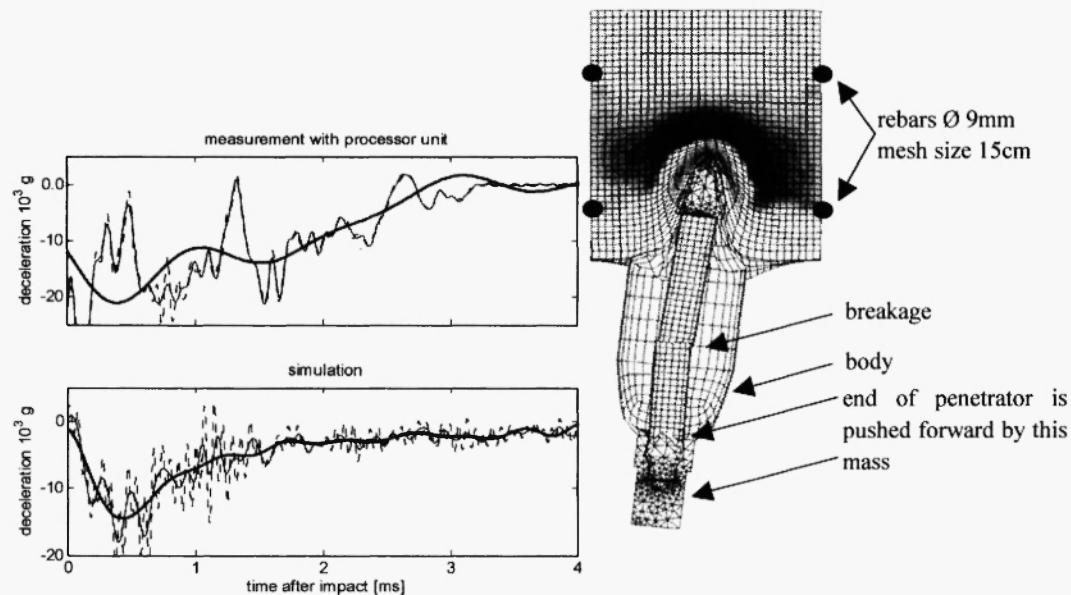 measurement with processor unit
deceleration 10³ g
0.0
-10
-20
simulation
deceleration 10³ g
0
-10
-20
0 1 2 3 4
time after impact [ms]
rebars Ø 9mm
mesh size 15cm
breakage
body
end of penetrator is
pushed forward by this
mass